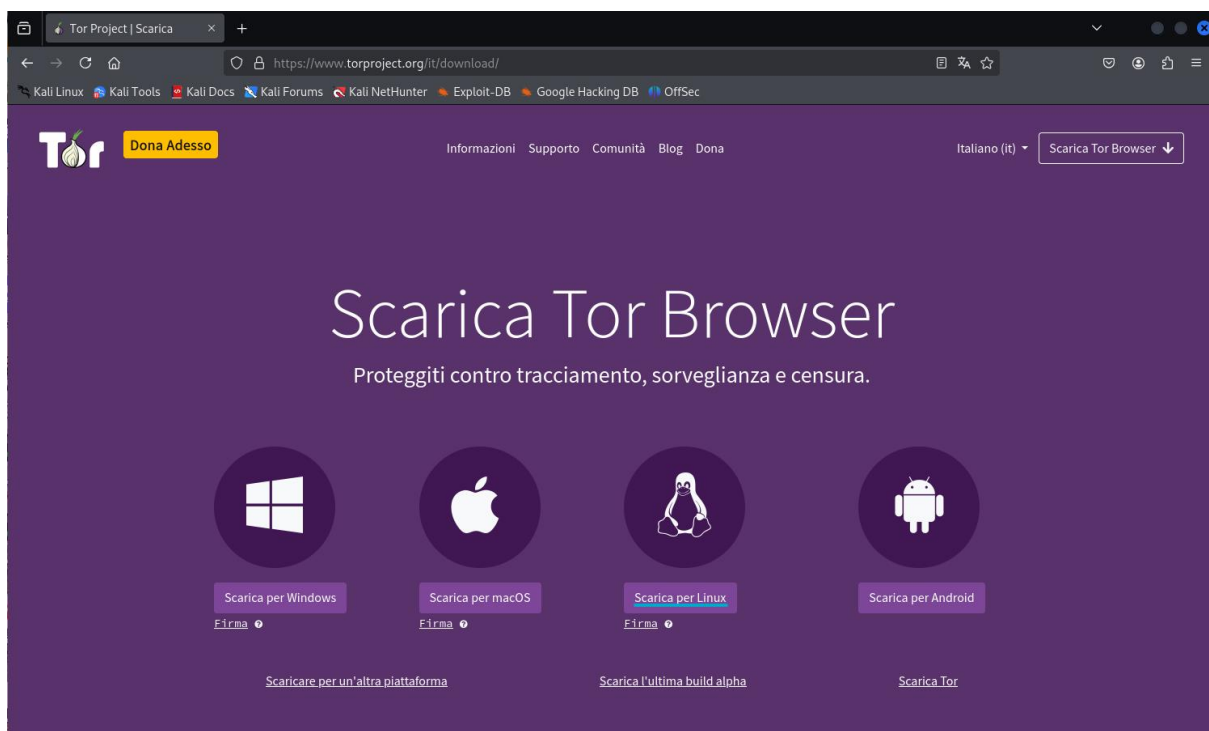 Tor Project | Scarica
https://www.torproject.org/it/download/
Kali Linux Kali Tools Kali Docs Kali Forums Kali NetHunter Exploit-DB Google Hacking DB OffSec
Tor Dona Adesso Informazioni Supporto Comunità Blog Dona Italiano (it) Scarica Tor Browser
Scarica Tor Browser
Proteggiti contro tracciamento, sorveglianza e censura.
Scarica per Windows Scarica per macOS Scarica per Linux Scarica per Android
Firma ? Firma ? Firma ?
Scaricare per un'altra piattaforma Scarica l'ultima build alpha Scarica Tor